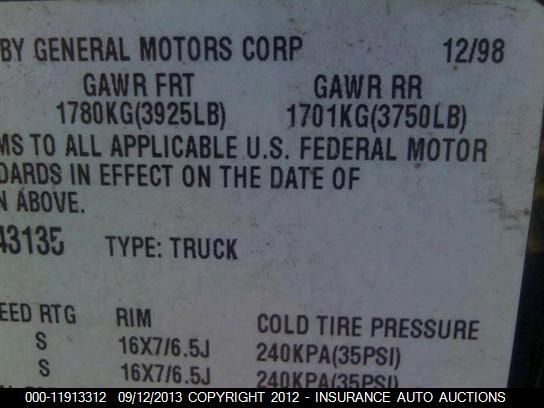 BY GENERAL MOTORS CORP 12/98
GAWR FRT GAWR RR
1780KG(3925LB) 1701KG(3750LB)
MS TO ALL APPLICABLE U.S. FEDERAL MOTOR
DARDS IN EFFECT ON THE DATE OF
N ABOVE.
43135 TYPE: TRUCK
EED RTG RIM COLD TIRE PRESSURE
S 16X7/6.5J 240KPA(35PSI)
S 16X7/6.5J 240KPA(35PSI)
000-11913312 09/12/2013 COPYRIGHT 2012 - INSURANCE AUTO AUCTIONS